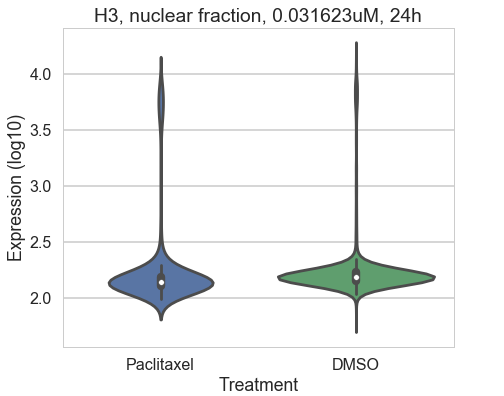 H3, nuclear fraction, 0.031623uM, 24h
Expression (log10)
4.0
3.5
3.0
2.5
2.0
Paclitaxel DMSO
Treatment